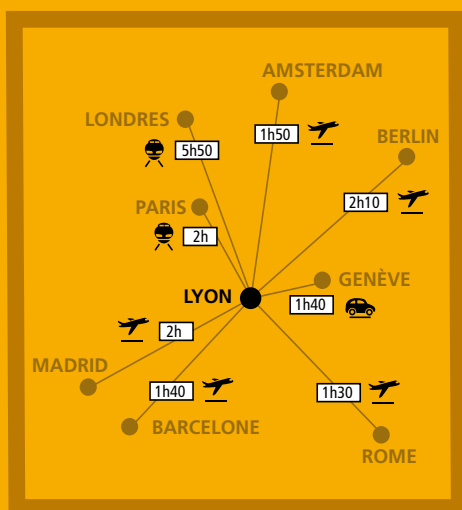 AMSTERDAM
LONDRES
1h50
BERLIN
5h50
2h10
PARIS
2h
GENÈVE
LYON
1h40
2h
MADRID
1h40
1h30
BARCELONE
ROME